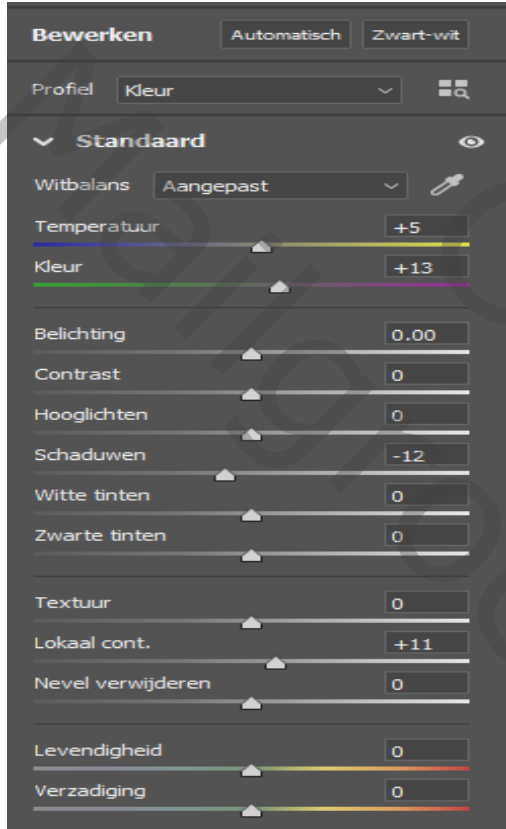 Bewerken Automatisch Zwart-wit
Profiel Kleur
Standaard
Witbalans Aangepast
Temperatuur +5
Kleur +13
Belichting 0.00
Contrast 0
Hooglichten 0
Schaduwen -12
Witte tinten 0
Zwarte tinten 0
Textuur 0
Lokaal cont. +11
Nevel verwijderen 0
Levendigheid 0
Verzadiging 0